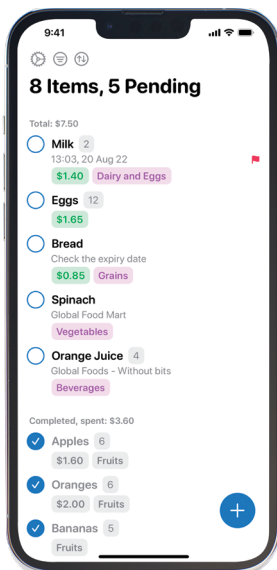 9:41
8 Items, 5 Pending
Total: $7.50
Milk 2
13:03, 20 Aug 22
$1.40 Dairy and Eggs
Eggs 12
$1.65
Bread
Check the expiry date
$0.85 Grains
Spinach
Global Food Mart
Vegetables
Orange Juice 4
Global Foods - Without bits
Beverages
Completed, spent: $3.60
Apples 6
$1.60 Fruits
Oranges 6
$2.00 Fruits
Bananas 5
Fruits